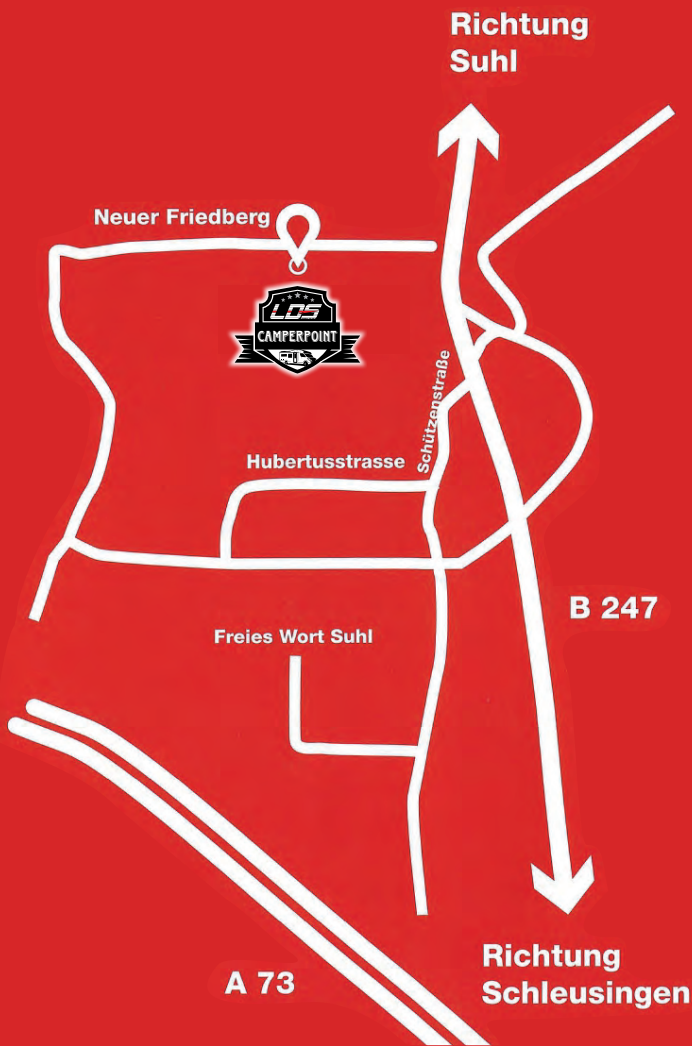 Richtung
Suhl
Neuer Friedberg
LDS
CAMPERPOINT
Schützenstraße
Hubertusstrasse
B 247
Freies Wort Suhl
Richtung
Schleusingen
A 73